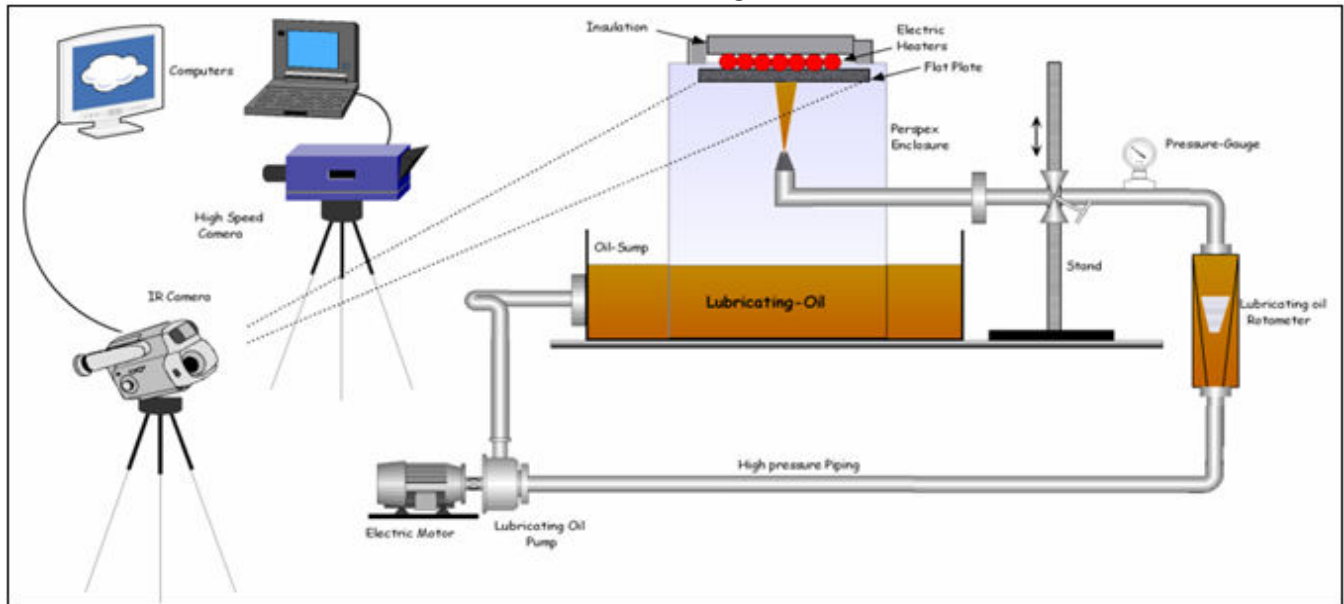 Insulation
Electric
Heaters
Flat Plate
Computers
Perspex
Enclosure
Pressure-Gauge
High Speed
Camera
Oil-Sump
Stand
IR Camera
Lubricating-Oil
Lubricating oil
Rotameter
High pressure Piping
Electric Motor
Lubricating Oil
Pump